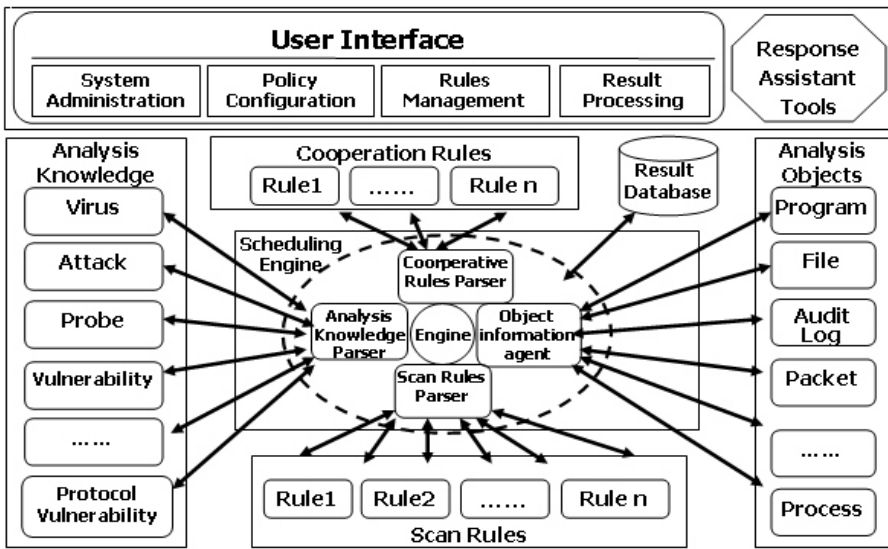 User Interface
System
Administration
Policy
Configuration
Rules
Management
Result
Processing
Response
Assistant
Tools
Analysis
Knowledge
Virus
Attack
Probe
Vulnerability
... ...
Protocol
Vulnerability
Cooperation Rules
Rule1
... ...
Rule n
Result
Database
Scheduling
Engine
Coorperative
Rules Parser
Analysis
Knowledge
Parser
Engine
Object
information
agent
Scan Rules
Parser
Rule1
Rule2
... ...
Rule n
Scan Rules
Analysis
Objects
Program
File
Audit
Log
Packet
... ...
Process